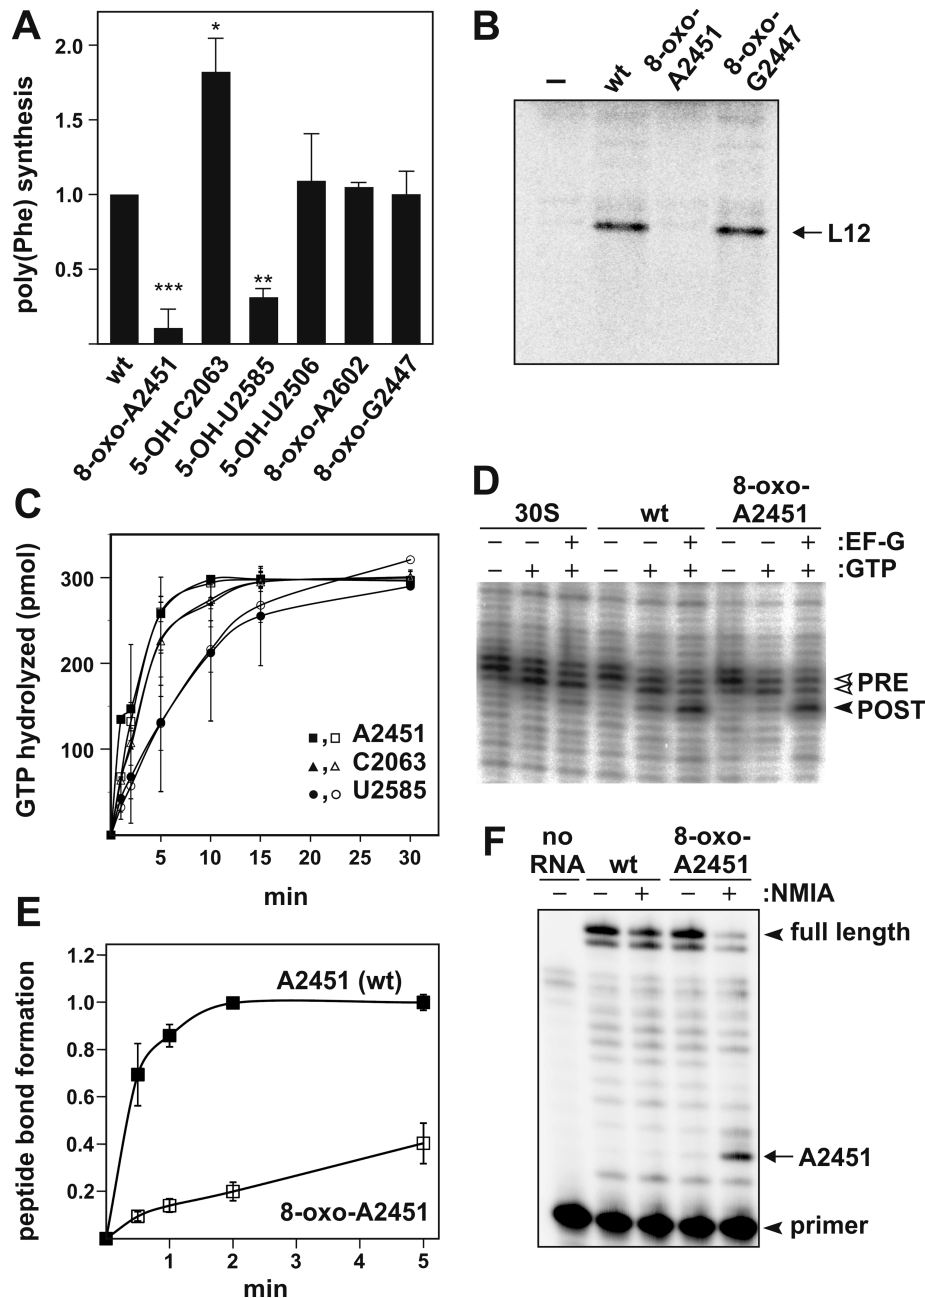 A
poly(Phe) synthesis
2.0
1.5
1.0
0.5
*
***
**
wt
8-oxo-A2451
5-OH-C2063
5-OH-U2585
5-OH-U2506
8-oxo-A2602
8-oxo-G2447
B
–
wt
8-oxo-
A2451
8-oxo-
G2447
L12
C
GTP hydrolyzed (pmol)
300
200
100
5
10
15
20
25
30
min
, A2451
, C2063
, U2585
D
30S
wt
8-oxo-
A2451
– – + – – + – – + :EF-G
– + + – + + – + + :GTP
PRE
POST
E
peptide bond formation
1.2
1.0
0.8
0.6
0.4
0.2
A2451 (wt)
8-oxo-A2451
1
2
3
4
5
min
F
no
RNA
wt
8-oxo-
A2451
– – + – + :NMIA
full length
A2451
primer